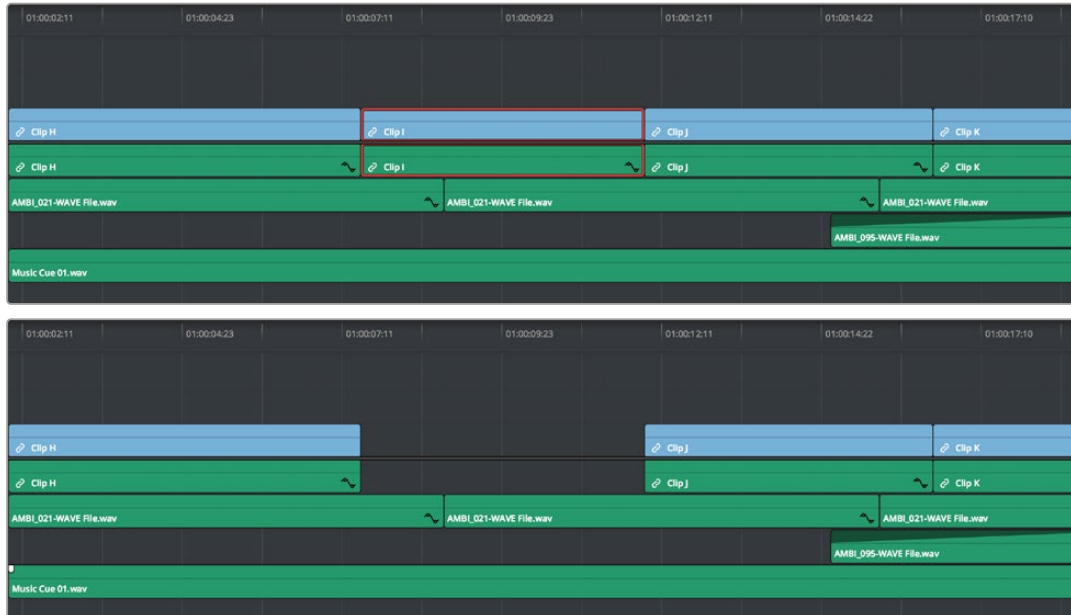 01:00:02:11 01:00:04:23 01:00:07:11 01:00:09:23 01:00:12:11 01:00:14:22 01:00:17:10
Clip H Clip I Clip J Clip K
Clip H Clip I Clip J Clip K
AMBI_021-WAVE File.wav AMBI_021-WAVE File.wav AMBI_021-WAVE File.wav
AMBI_095-WAVE File.wav
Music Cue 01.wav
01:00:02:11 01:00:04:23 01:00:07:11 01:00:09:23 01:00:12:11 01:00:14:22 01:00:17:10
Clip H Clip J Clip K
Clip H Clip J Clip K
AMBI_021-WAVE File.wav AMBI_021-WAVE File.wav AMBI_021-WAVE File.wav
AMBI_095-WAVE File.wav
Music Cue 01.wav